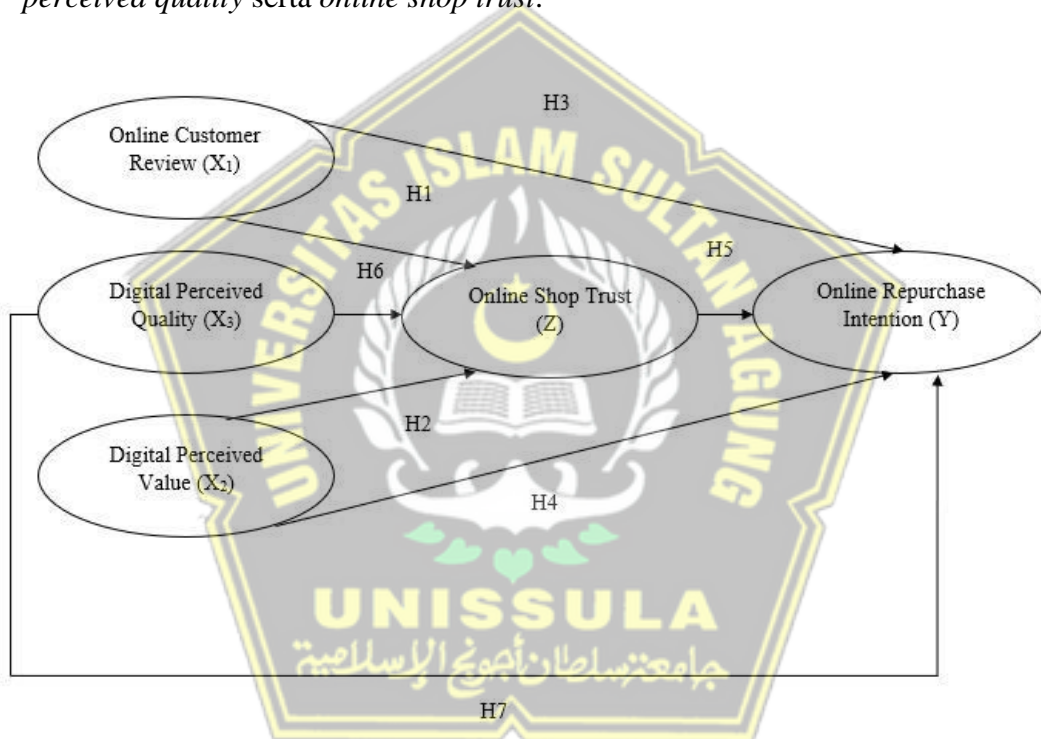 perceived quality serta online shop trust.
H3
Online Customer
Review (X₁)
UNIVERSITAS ISLAM SULTAN AGUNG
H1
H5
H6
Digital Perceived
Quality (X₃)
Online Shop Trust
(Z)
Online Repurchase
Intention (Y)
H2
Digital Perceived
Value (X₂)
H4
UNISSULA
جامعتسلطان أجونج الإسلامية
H7